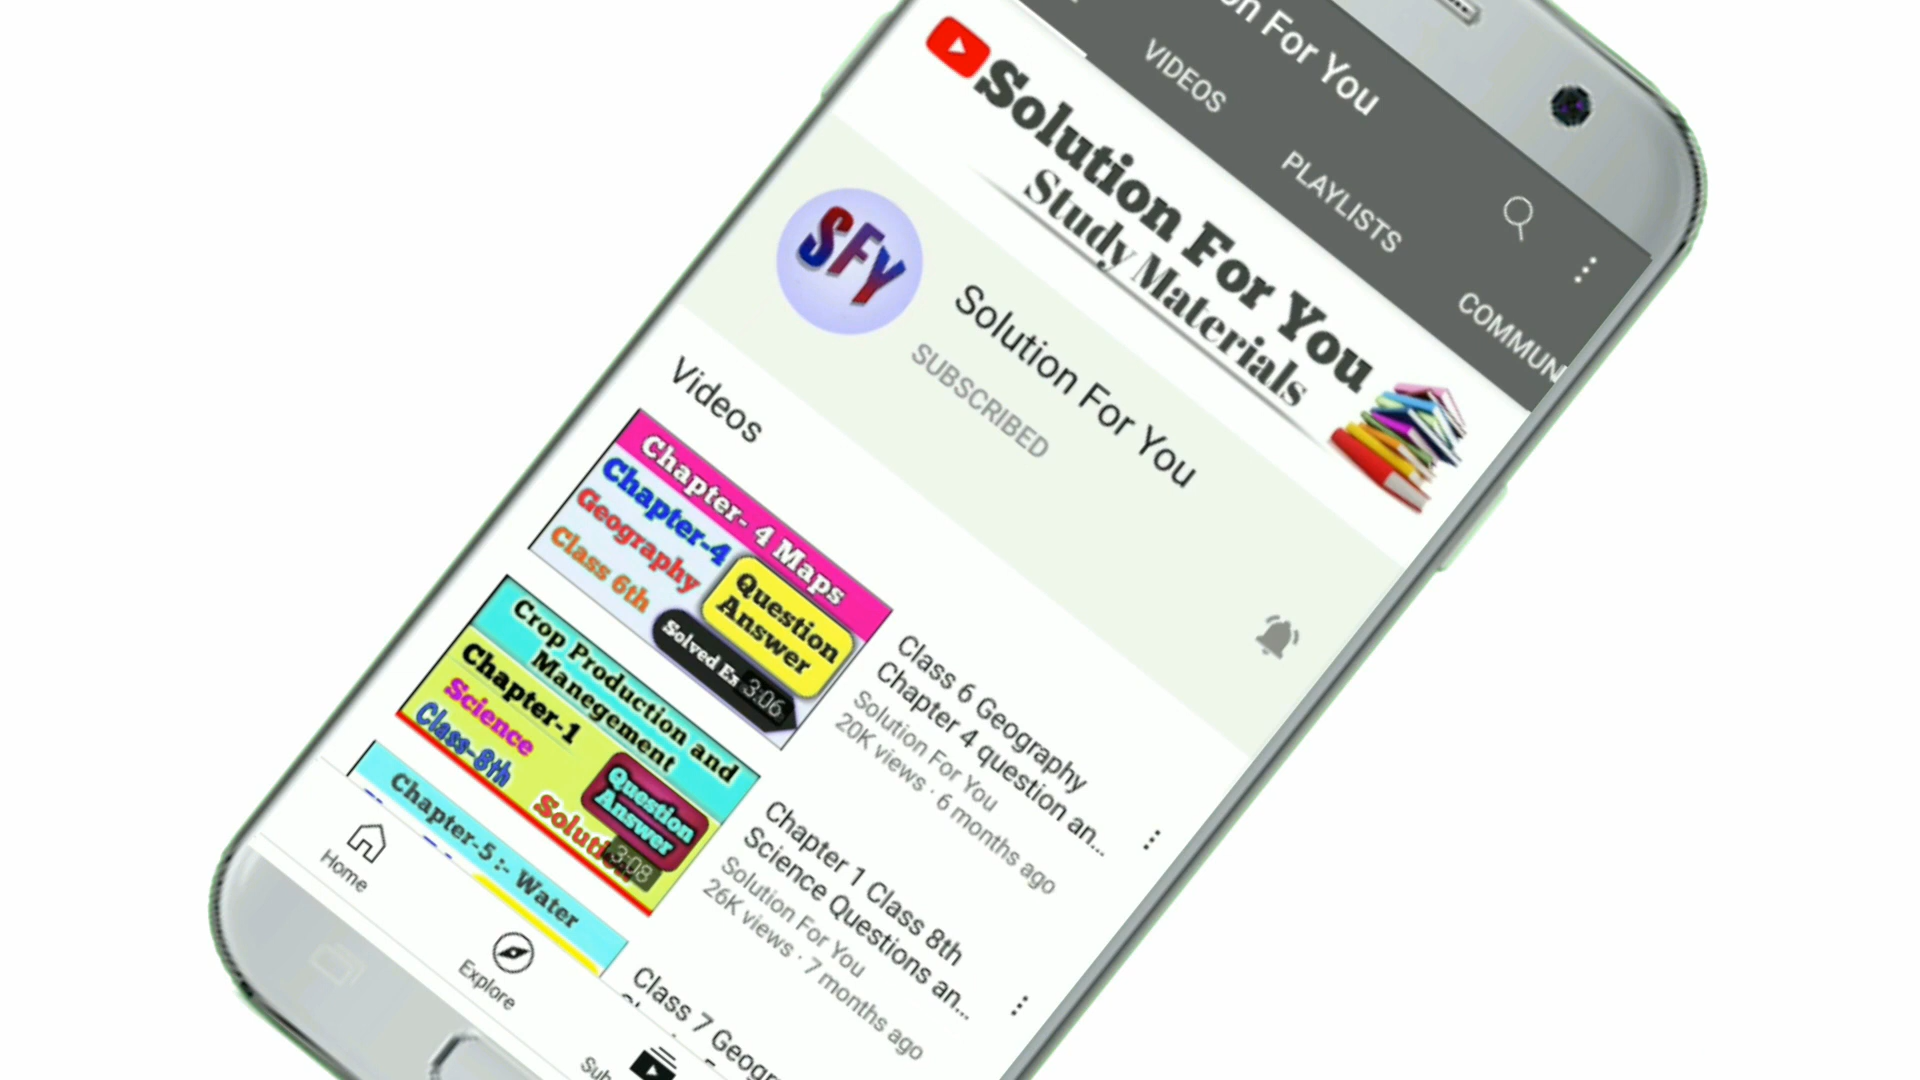 on For You
VIDEOS
PLAYLISTS
COMMUN
Solution For You
Study Materials
SFY
Solution For You
SUBSCRIBED
Videos
Chapter- 4 Maps
Chapter-4
Geography
Class 6th
Question
Answer
Solved Ex
3:06
Class 6 Geography
Chapter 4 question an...
Solution For You
20K views · 6 months ago
Crop Production and
Manegement
Chapter-1
Science
Class-8th
Question
Answer
Solution
3:08
Chapter 1 Class 8th
Science Questions an...
Solution For You
26K views · 7 months ago
Chapter-5 :- Water
Class 7 Geogr
Home
Explore
Sub